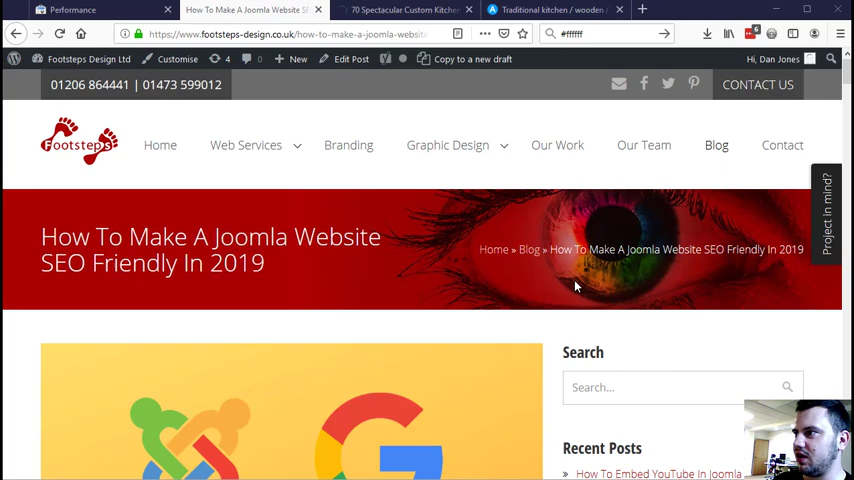 Performance
How To Make A Joomla Website S
70 Spectacular Custom Kitchen
Traditional kitchen / wooden /
https://www.footsteps-design.co.uk/how-to-make-a-joomla-website
#ffffff
Footsteps Design Ltd
Customise
4
0
New
Edit Post
Copy to a new draft
Hi, Dan Jones
6
01206 864441 | 01473 599012
CONTACT US
Footsteps
Home
Web Services
Branding
Graphic Design
Our Work
Our Team
Blog
Contact
Project in mind?
How To Make A Joomla Website
SEO Friendly In 2019
Home » Blog » How To Make A Joomla Website SEO Friendly In 2019
Search
Search...
Recent Posts
» How To Embed YouTube In Joomla